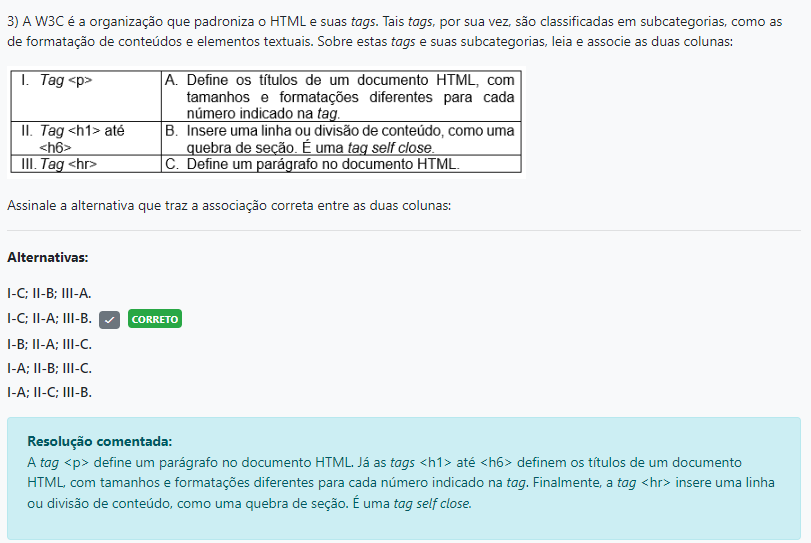 3) A W3C é a organização que padroniza o HTML e suas tags. Tais tags, por sua vez, são classificadas em subcategorias, como as
de formatação de conteúdos e elementos textuais. Sobre estas tags e suas subcategorias, leia e associe as duas colunas:
I. Tag <p>
A. Define os títulos de um documento HTML, com
tamanhos e formatações diferentes para cada
número indicado na tag.
II. Tag <h1> até
<h6>
B. Insere uma linha ou divisão de conteúdo, como uma
quebra de seção. É uma tag self close.
III. Tag <hr>
C. Define um parágrafo no documento HTML.
Assinale a alternativa que traz a associação correta entre as duas colunas:
Alternativas:
I-C; II-B; III-A.
I-C; II-A; III-B. CORRETO
I-B; II-A; III-C.
I-A; II-B; III-C.
I-A; II-C; III-B.
Resolução comentada:
A tag <p> define um parágrafo no documento HTML. Já as tags <h1> até <h6> definem os títulos de um documento
HTML, com tamanhos e formatações diferentes para cada número indicado na tag. Finalmente, a tag <hr> insere uma linha
ou divisão de conteúdo, como uma quebra de seção. É uma tag self close.